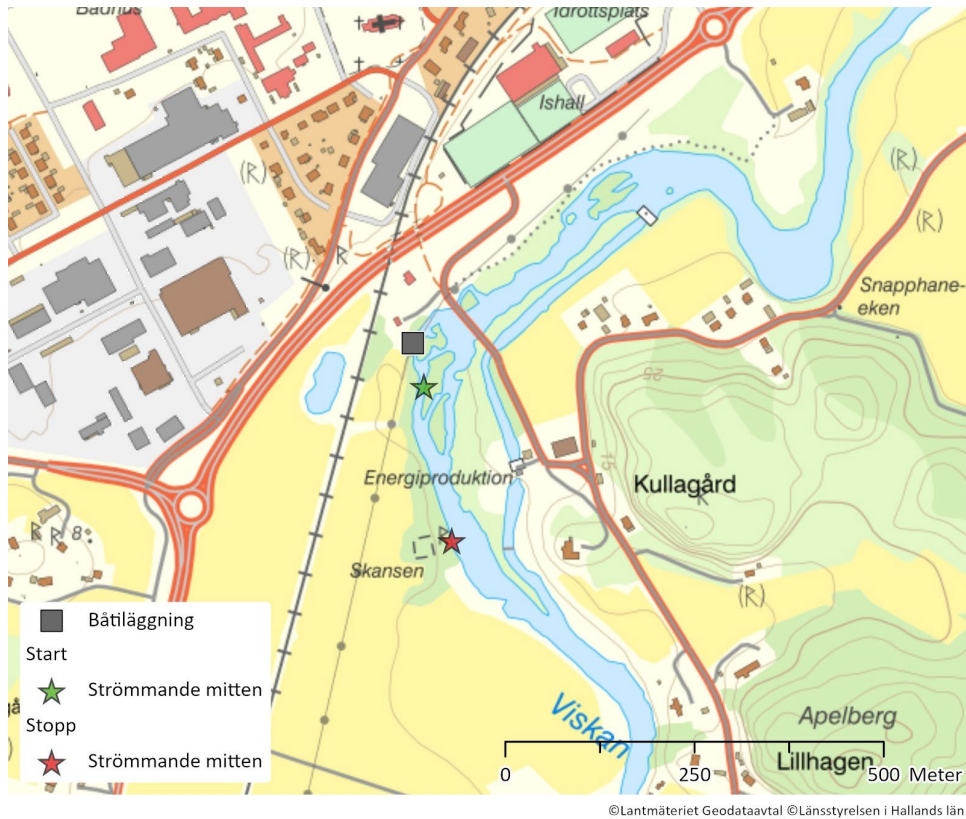 Badhus
Idrottsplats
Ishall
(R)
(R)
(R)
R
(R)
Snapphane-
eken
25
15
Energiproduktion
Kullagård
R
R
R
R
8
Skansen
(R)
Båtiläggning
Start
Strömmande mitten
Stopp
Strömmande mitten
Viskan
Apelberg
Lillhagen
0
250
500 Meter
©Lantmäteriet Geodataavtal ©Länsstyrelsen i Hallands län